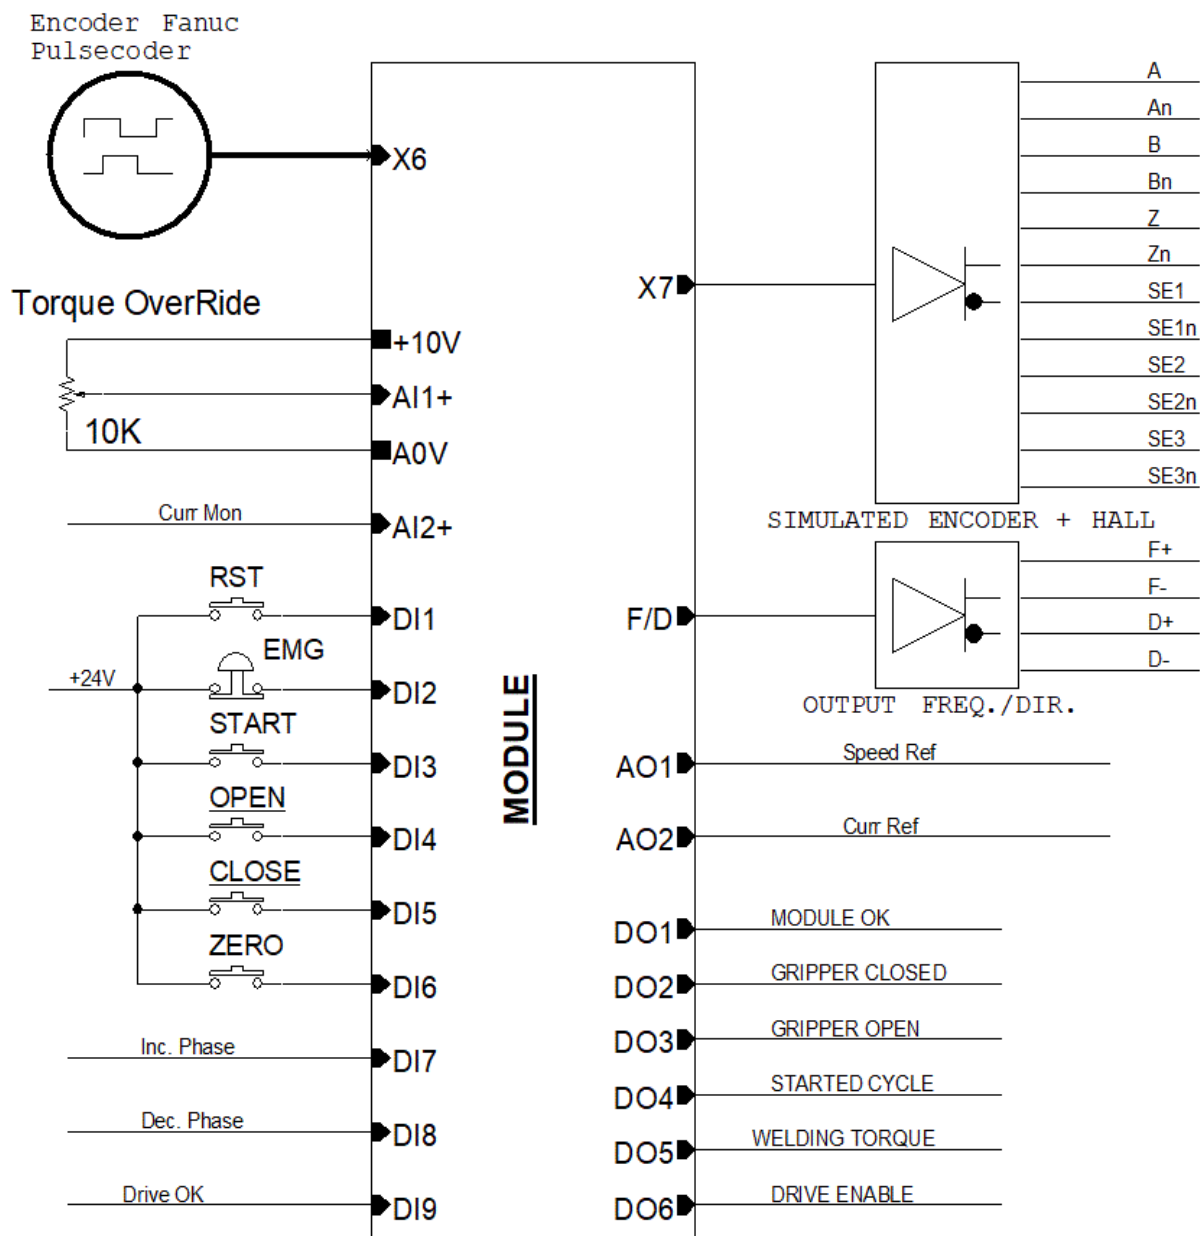 Encoder Fanuc
Pulsecoder
X6
Torque OverRide
+10V
AI1+
10K
A0V
Curr Mon
AI2+
RST
DI1
EMG
+24V
DI2
START
DI3
OPEN
DI4
CLOSE
DI5
ZERO
DI6
Inc. Phase
DI7
Dec. Phase
DI8
Drive OK
DI9
MODULE
X7
A
An
B
Bn
Z
Zn
SE1
SE1n
SE2
SE2n
SE3
SE3n
SIMULATED ENCODER + HALL
F/D
F+
F-
D+
D-
OUTPUT FREQ./DIR.
AO1
Speed Ref
AO2
Curr Ref
DO1
MODULE OK
DO2
GRIPPER CLOSED
DO3
GRIPPER OPEN
DO4
STARTED CYCLE
DO5
WELDING TORQUE
DO6
DRIVE ENABLE